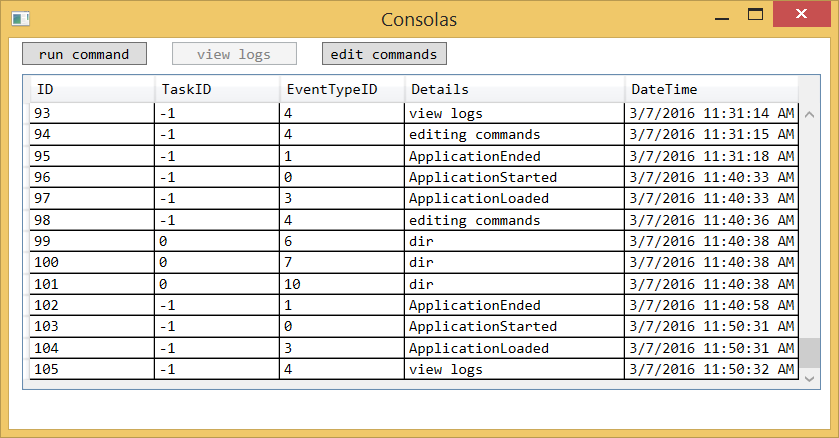 Consolas
run command view logs edit commands
ID TaskID EventTypeID Details DateTime
93 -1 4 view logs 3/7/2016 11:31:14 AM
94 -1 4 editing commands 3/7/2016 11:31:15 AM
95 -1 1 ApplicationEnded 3/7/2016 11:31:18 AM
96 -1 0 ApplicationStarted 3/7/2016 11:40:33 AM
97 -1 3 ApplicationLoaded 3/7/2016 11:40:33 AM
98 -1 4 editing commands 3/7/2016 11:40:36 AM
99 0 6 dir 3/7/2016 11:40:38 AM
100 0 7 dir 3/7/2016 11:40:38 AM
101 0 10 dir 3/7/2016 11:40:38 AM
102 -1 1 ApplicationEnded 3/7/2016 11:40:58 AM
103 -1 0 ApplicationStarted 3/7/2016 11:50:31 AM
104 -1 3 ApplicationLoaded 3/7/2016 11:50:31 AM
105 -1 4 view logs 3/7/2016 11:50:32 AM